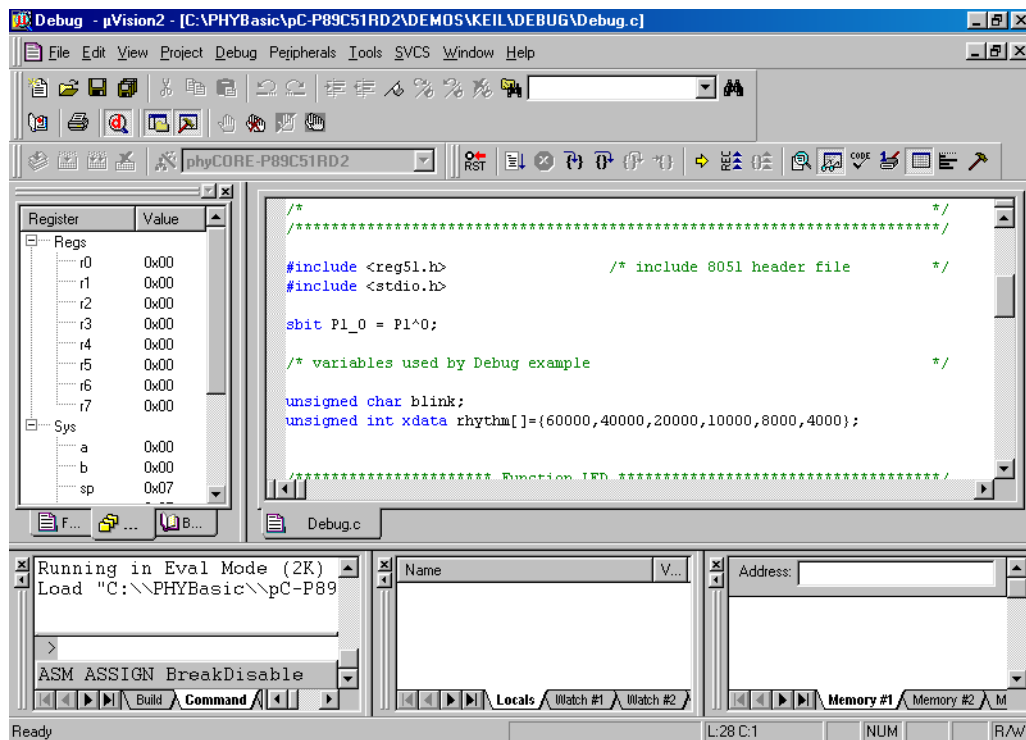 Debug - µVision2 - [C:\PHYBasic\pC-P89C51RD2\DEMOS\KEIL\DEBUG\Debug.c]
File Edit View Project Debug Peripherals Tools SVCS Window Help
phyCORE-P89C51RD2
RST
CODE
Register Value
Regs
r0 0x00
r1 0x00
r2 0x00
r3 0x00
r4 0x00
r5 0x00
r6 0x00
r7 0x00
Sys
a 0x00
b 0x00
sp 0x07
F... ... B...
/* */
/***********************************************************************/
#include <reg51.h> /* include 8051 header file */
#include <stdio.h>
sbit P1_0 = P1^0;
/* variables used by Debug example */
unsigned char blink;
unsigned int xdata rhythm[]={60000,40000,20000,10000,8000,4000};
/********************** Function LED ***********************************/
Debug.c
Running in Eval Mode (2K)
Load "C:\\PHYBasic\\pC-P89
>
ASM ASSIGN BreakDisable
Build Command
Name V...
Locals Watch #1 Watch #2
Address:
Memory #1 Memory #2 M
Ready L:28 C:1 NUM R/W